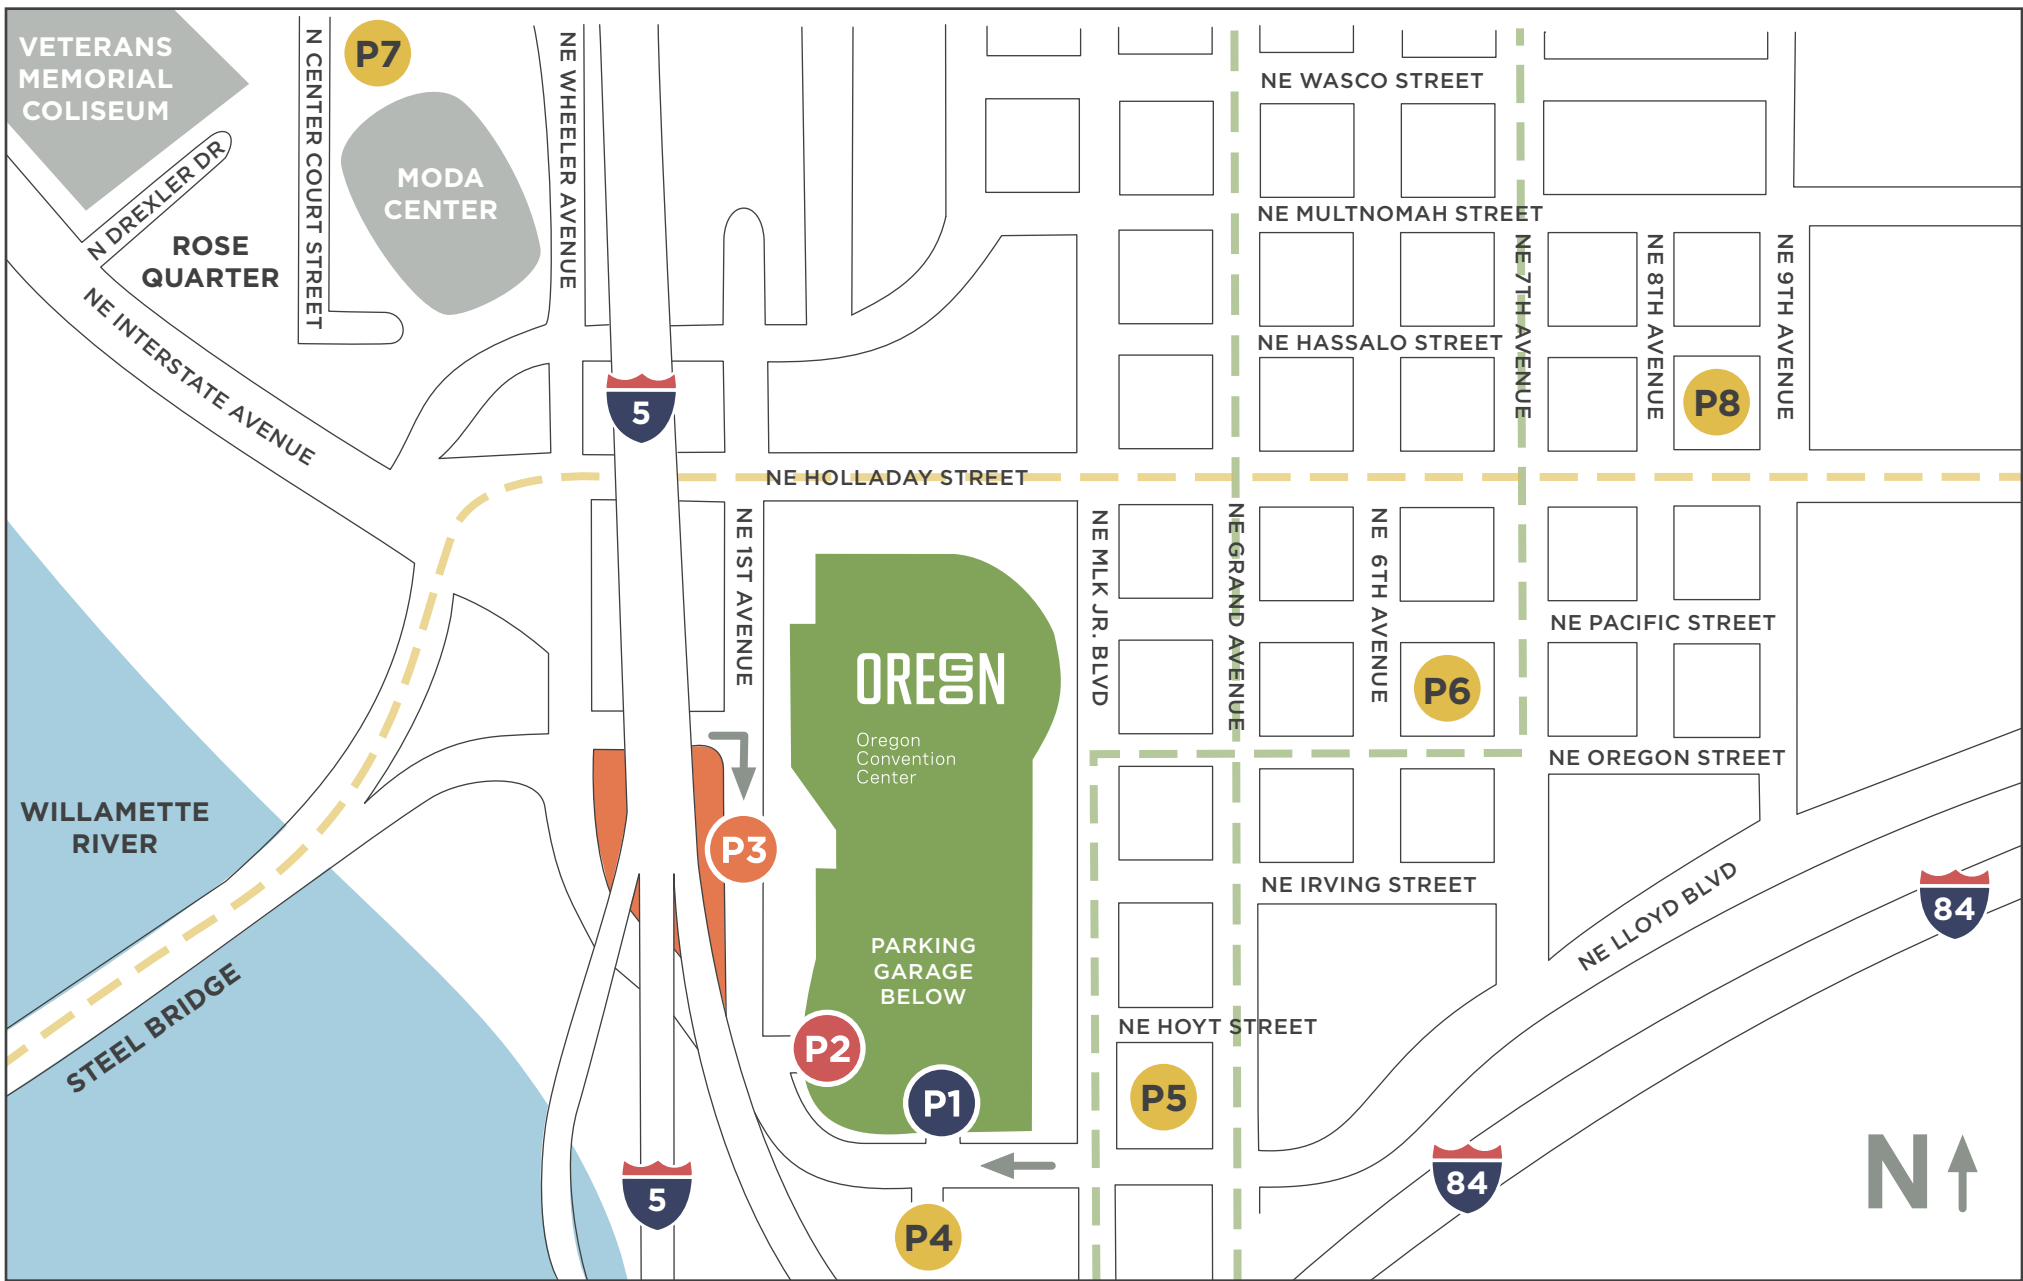 VETERANS
MEMORIAL
COLISEUM
N CENTER COURT STREET
P7
NE WHEELER AVENUE
NE WASCO STREET
N DREXLER DR
MODA
CENTER
ROSE
QUARTER
NE MULTNOMAH STREET
NE 7TH AVENUE
NE 8TH AVENUE
NE 9TH AVENUE
NE INTERSTATE AVENUE
NE HASSALO STREET
5
P8
NE HOLLADAY STREET
NE 1ST AVENUE
NE MLK JR. BLVD
NE GRAND AVENUE
NE 6TH AVENUE
NE PACIFIC STREET
OREGON
Oregon
Convention
Center
P6
NE OREGON STREET
WILLAMETTE
RIVER
P3
NE IRVING STREET
NE LLOYD BLVD
84
PARKING
GARAGE
BELOW
STEEL BRIDGE
NE HOYT STREET
P2
P1
P5
5
84
N
P4